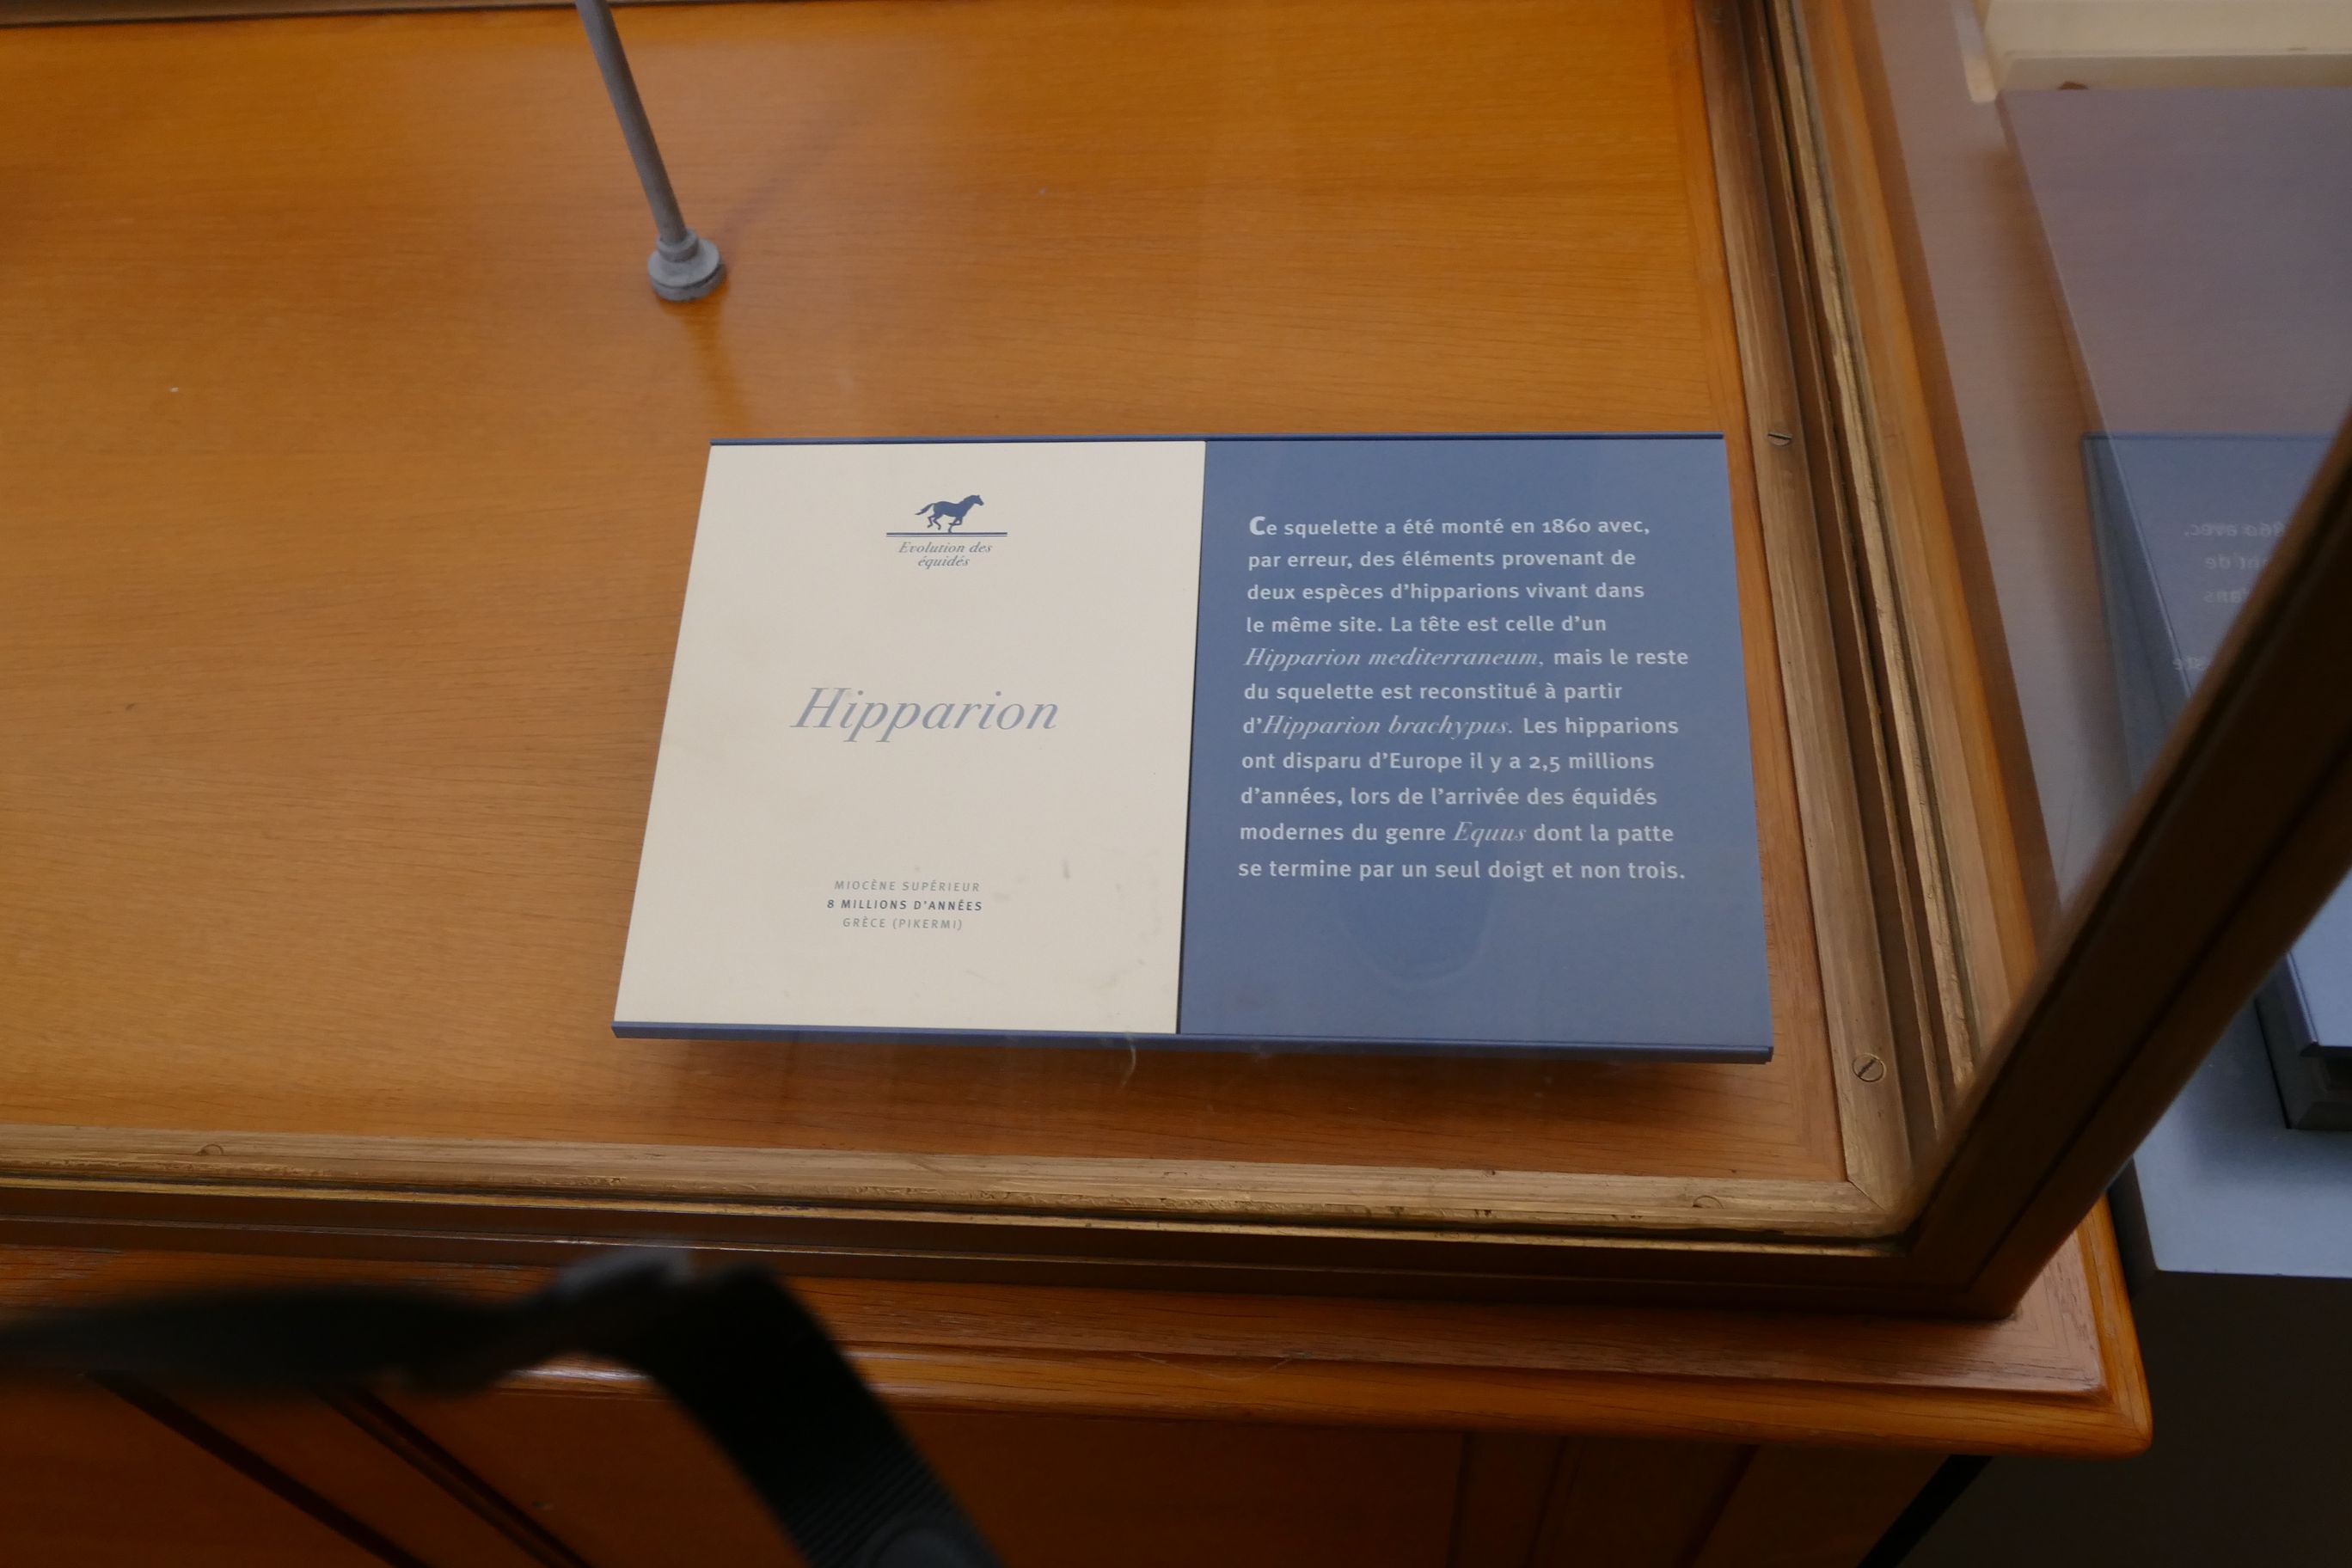 Evolution des
équidés
Hipparion
MIOCÈNE SUPÉRIEUR
8 MILLIONS D'ANNÉES
GRÈCE (PIKERMI)
Ce squelette a été monté en 1860 avec,
par erreur, des éléments provenant de
deux espèces d'hipparions vivant dans
le même site. La tête est celle d'un
Hipparion mediterraneum, mais le reste
du squelette est reconstitué à partir
d'Hipparion brachypus. Les hipparions
ont disparu d'Europe il y a 2,5 millions
d'années, lors de l'arrivée des équidés
modernes du genre Equus dont la patte
se termine par un seul doigt et non trois.